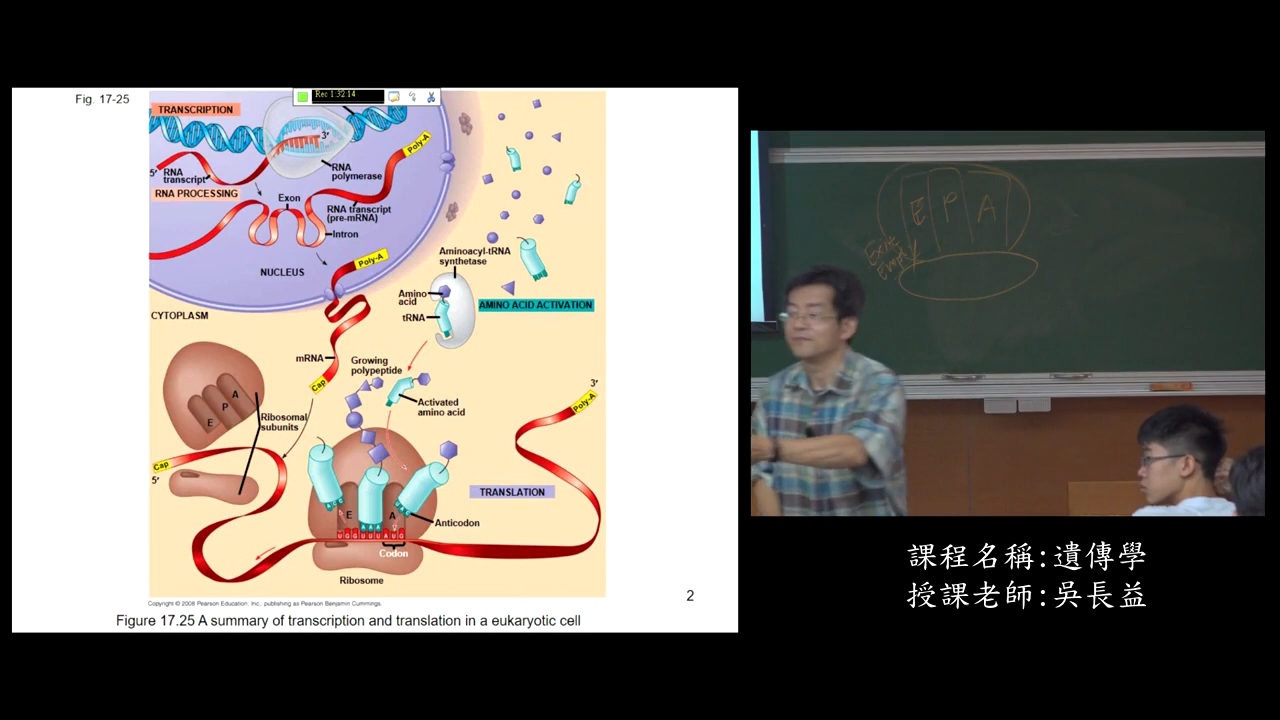 Fig. 17-25
Rec 1:32:14
TRANSCRIPTION
3′
Poly-A
5′
RNA
transcript
RNA
polymerase
RNA PROCESSING
Exon
RNA transcript
(pre-mRNA)
Intron
NUCLEUS
Poly-A
Aminoacyl-tRNA
synthetase
Amino
acid
AMINO ACID ACTIVATION
tRNA
CYTOPLASM
mRNA
Growing
polypeptide
Cap
Activated
amino acid
3′
Poly-A
A
P
E
Ribosomal
subunits
Cap
5′
TRANSLATION
E
A
Anticodon
A A A
U G G U U U A U G
Codon
Ribosome
Copyright © 2008 Pearson Education, Inc., publishing as Pearson Benjamin Cummings.
2
Figure 17.25 A summary of transcription and translation in a eukaryotic cell
E P A
課程名稱:遺傳學
授課老師:吳長益